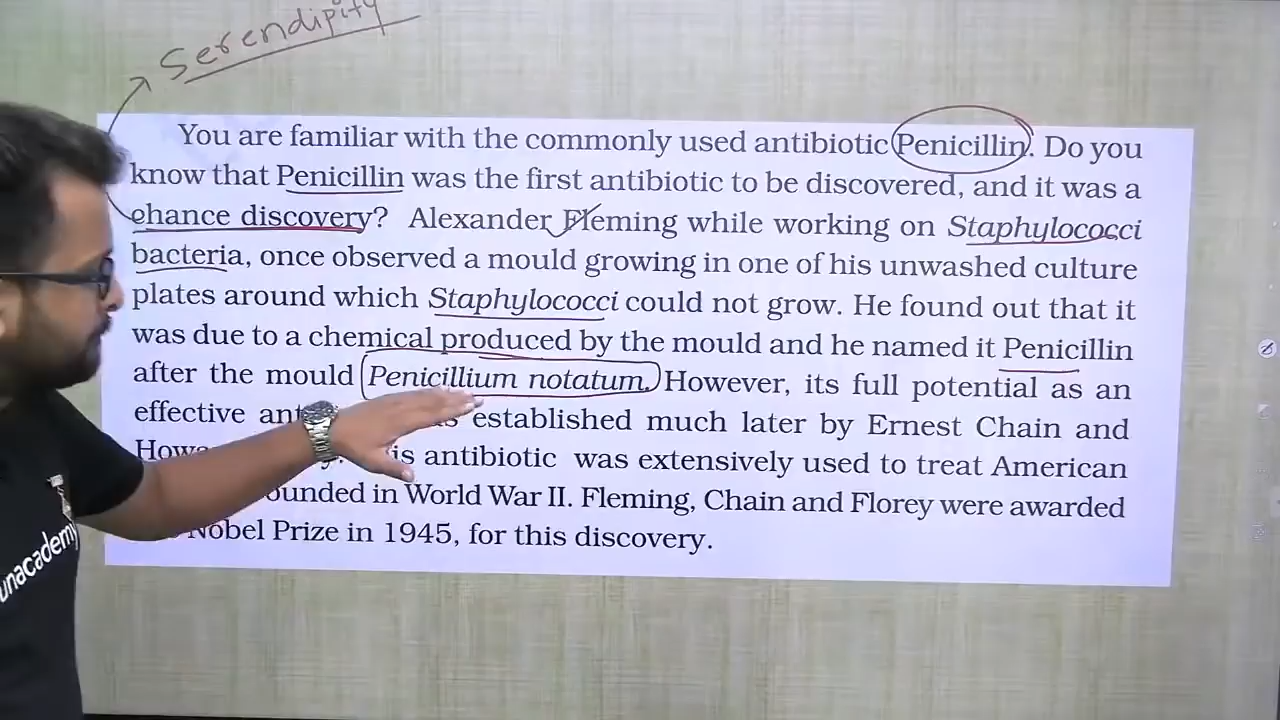 Serendipity
You are familiar with the commonly used antibiotic Penicillin. Do you
know that Penicillin was the first antibiotic to be discovered, and it was a
chance discovery? Alexander Fleming while working on Staphylococci
bacteria, once observed a mould growing in one of his unwashed culture
plates around which Staphylococci could not grow. He found out that it
was due to a chemical produced by the mould and he named it Penicillin
after the mould Penicillium notatum. However, its full potential as an
effective established much later by Ernest Chain and
antibiotic was extensively used to treat American
in World War II. Fleming, Chain and Florey were awarded
Nobel Prize in 1945, for this discovery.
unacademy